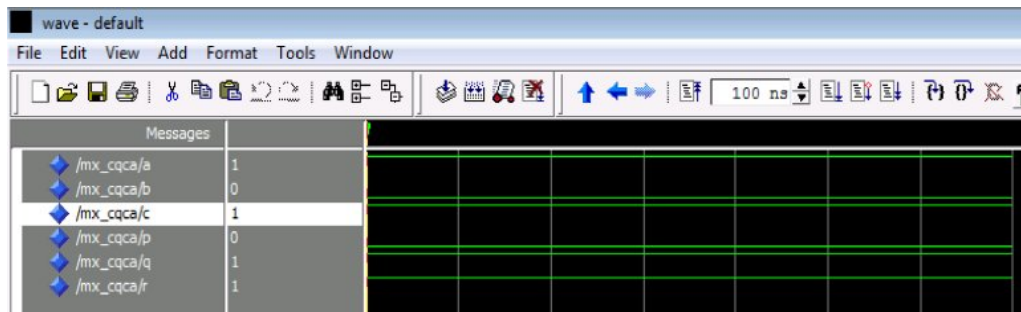 wave - default
File Edit View Add Format Tools Window
100 ns
Messages
/mx_cqca/a 1
/mx_cqca/b 0
/mx_cqca/c 1
/mx_cqca/p 0
/mx_cqca/q 1
/mx_cqca/r 1